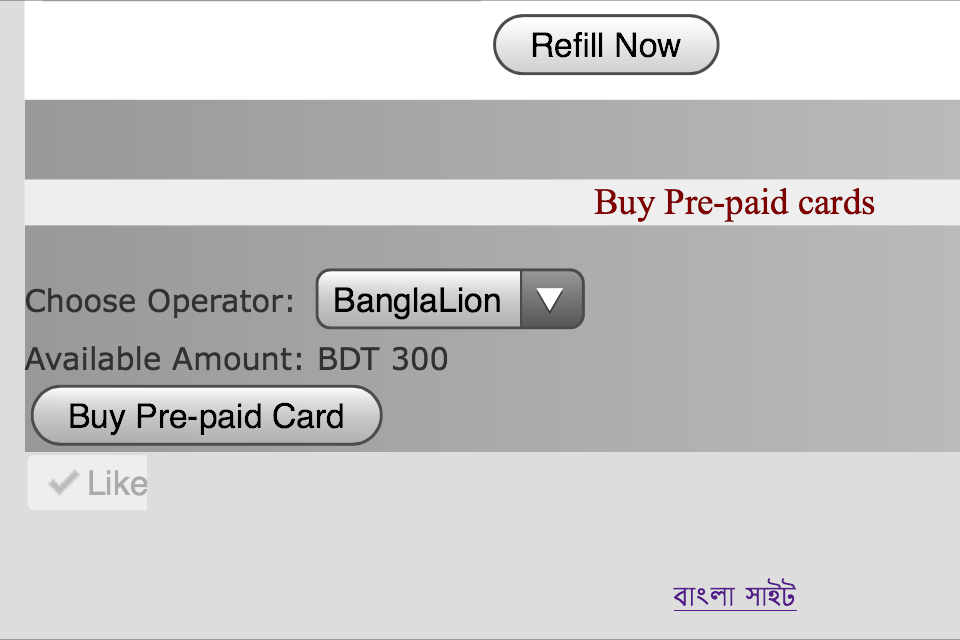 Refill Now
Buy Pre-paid cards
Choose Operator: BanglaLion
Available Amount: BDT 300
Buy Pre-paid Card
Like
বাংলা সাইট